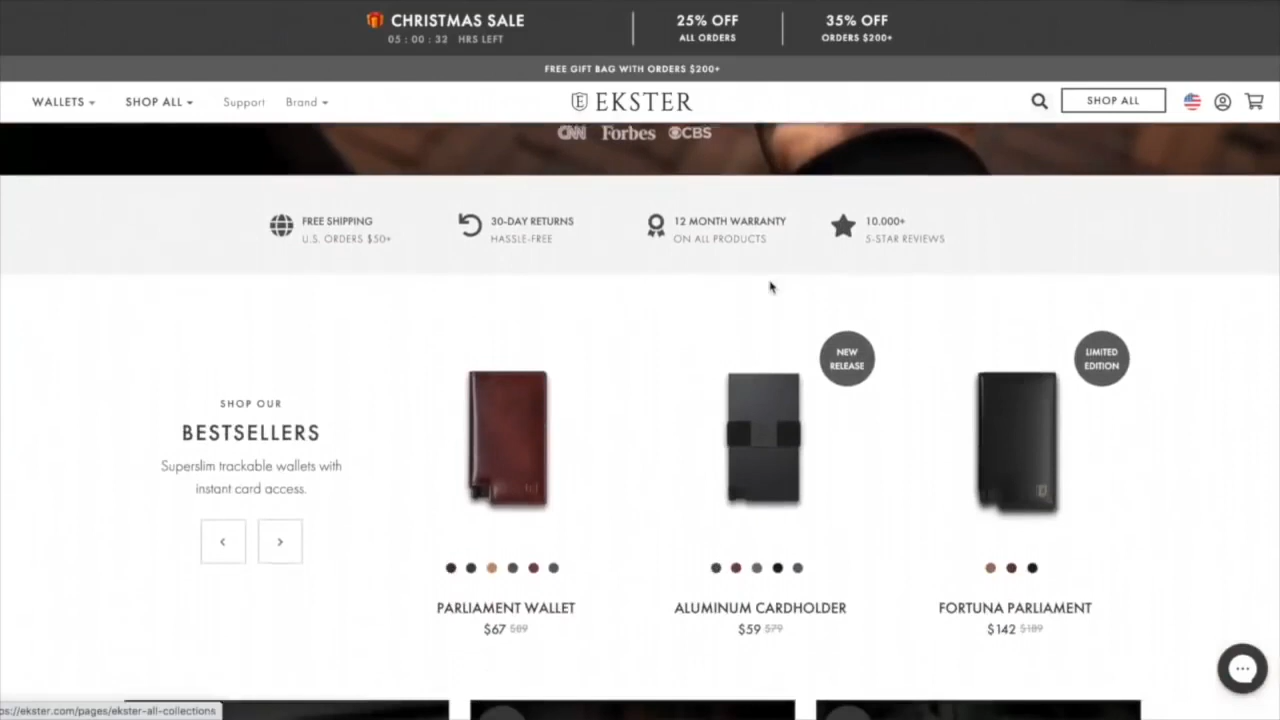 CHRISTMAS SALE
05 : 00 : 32 HRS LEFT
25% OFF
ALL ORDERS
35% OFF
ORDERS $200+
FREE GIFT BAG WITH ORDERS $200+
WALLETS
SHOP ALL
Support
Brand
EKSTER
SHOP ALL
CNN Forbes CBS
FREE SHIPPING
U.S. ORDERS $50+
30-DAY RETURNS
HASSLE-FREE
12 MONTH WARRANTY
ON ALL PRODUCTS
10.000+
5-STAR REVIEWS
SHOP OUR
BESTSELLERS
Superslim trackable wallets with
instant card access.
NEW
RELEASE
LIMITED
EDITION
PARLIAMENT WALLET
$67 $89
ALUMINUM CARDHOLDER
$59 $79
FORTUNA PARLIAMENT
$142 $189
ps://ekster.com/pages/ekster-all-collections